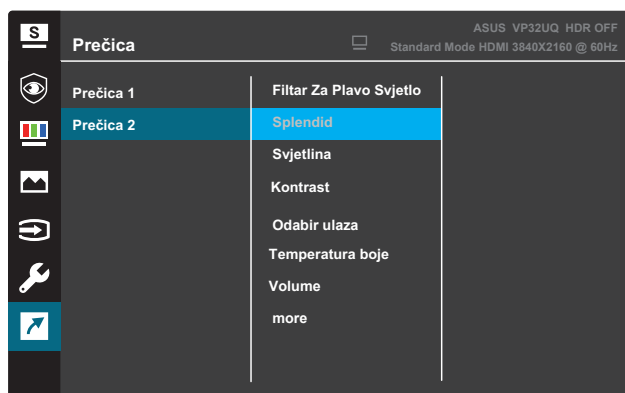 S
Prečica
ASUS VP32UQ HDR OFF
Standard Mode HDMI 3840X2160 @ 60Hz
Prečica 1
Prečica 2
Filtar Za Plavo Svjetlo
Splendid
Svjetlina
Kontrast
Odabir ulaza
Temperatura boje
Volume
more